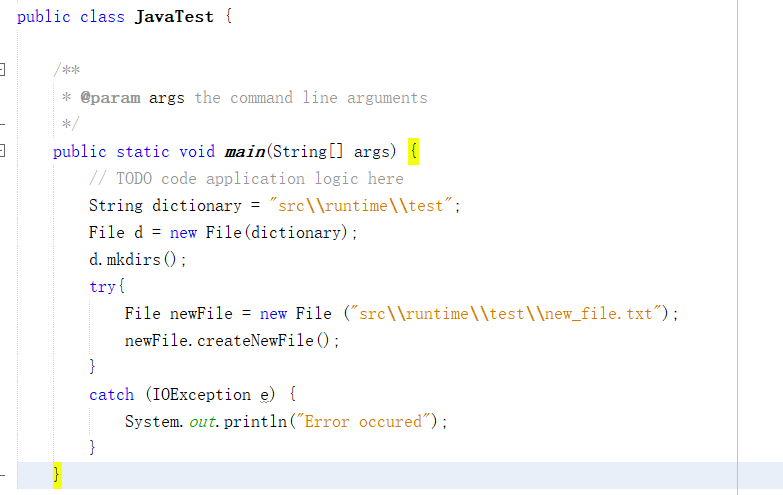 public class JavaTest {
/**
* @param args the command line arguments
*/
public static void main(String[] args) {
// TODO code application logic here
String dictionary = "src\\runtime\\test";
File d = new File(dictionary);
d.mkdirs();
try{
File newFile = new File ("src\\runtime\\test\\new_file.txt");
newFile.createNewFile();
}
catch (IOException e) {
System.out.println("Error occured");
}
}